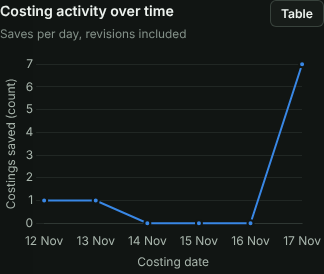 Costing activity over time
Table
Saves per day, revisions included
Costings saved (count)
7
6
5
4
3
2
1
0
12 Nov
13 Nov
14 Nov
15 Nov
16 Nov
17 Nov
Costing date